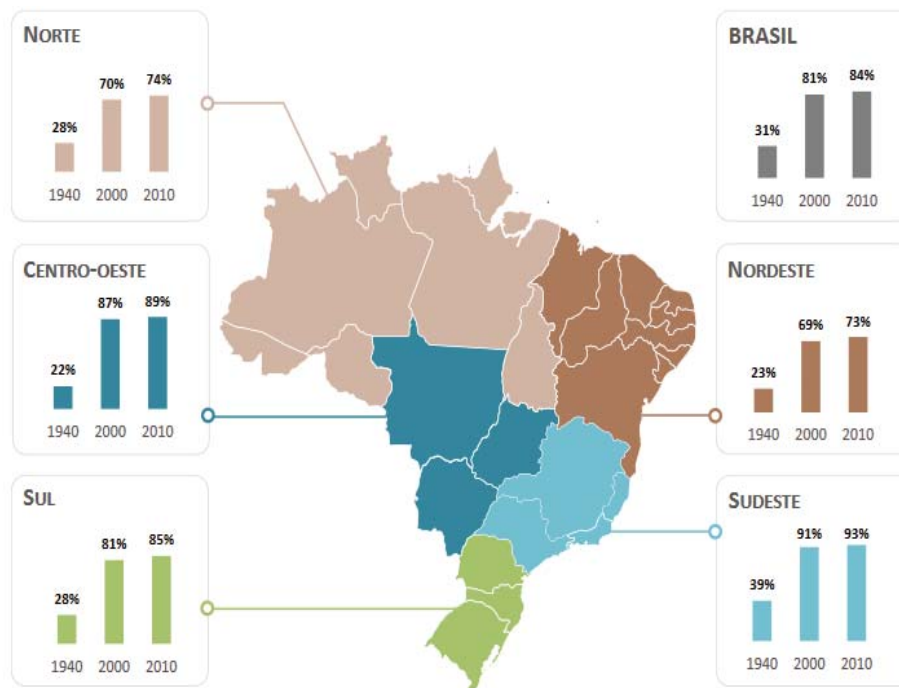 NORTE
28% 70% 74%
1940 2000 2010
BRASIL
31% 81% 84%
1940 2000 2010
CENTRO-OESTE
22% 87% 89%
1940 2000 2010
NORDESTE
23% 69% 73%
1940 2000 2010
SUL
28% 81% 85%
1940 2000 2010
SUDESTE
39% 91% 93%
1940 2000 2010